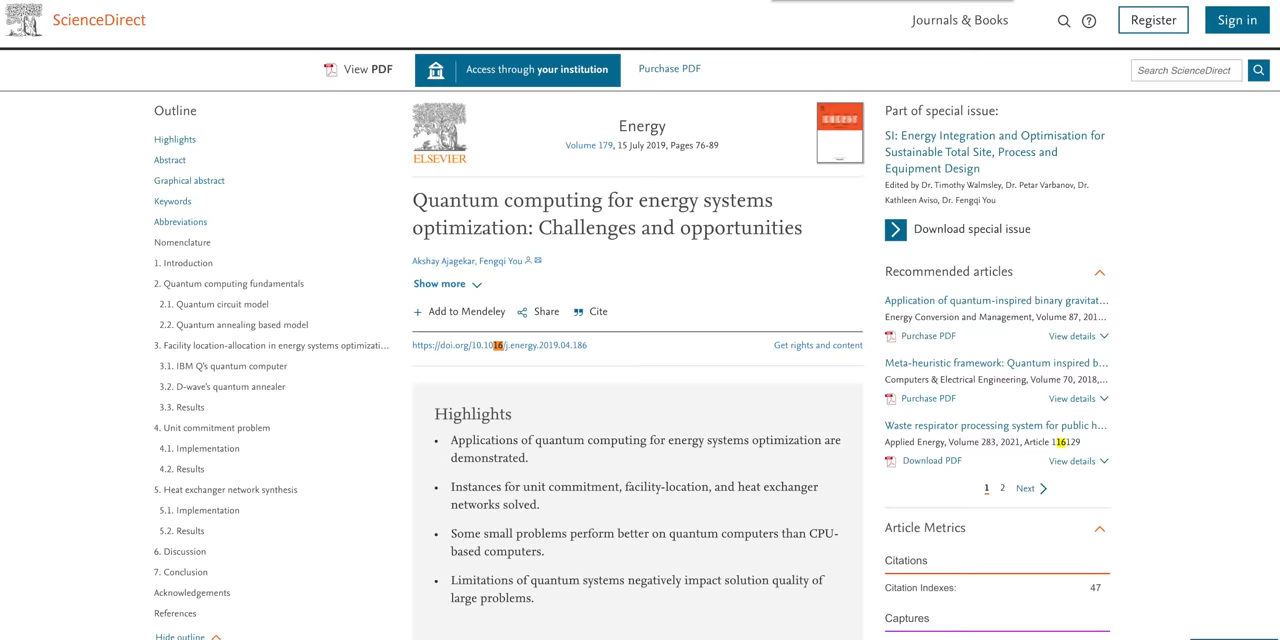 ScienceDirect
Journals & Books
Register
Sign in
View PDF
Access through your institution
Purchase PDF
Search ScienceDirect
Outline
Highlights
Abstract
Graphical abstract
Keywords
Abbreviations
Nomenclature
1. Introduction
2. Quantum computing fundamentals
2.1. Quantum circuit model
2.2. Quantum annealing based model
3. Facility location-allocation in energy systems optimizati...
3.1. IBM Q's quantum computer
3.2. D-wave's quantum annealer
3.3. Results
4. Unit commitment problem
4.1. Implementation
4.2. Results
5. Heat exchanger network synthesis
5.1. Implementation
5.2. Results
6. Discussion
7. Conclusion
Acknowledgements
References
Hide outline
ELSEVIER
Energy
Volume 179, 15 July 2019, Pages 76-89
ENERGY
Quantum computing for energy systems
optimization: Challenges and opportunities
Akshay Ajagekar, Fengqi You
Show more
Add to Mendeley
Share
Cite
https://doi.org/10.1016/j.energy.2019.04.186
Get rights and content
Highlights
• Applications of quantum computing for energy systems optimization are
demonstrated.
• Instances for unit commitment, facility-location, and heat exchanger
networks solved.
• Some small problems perform better on quantum computers than CPU-
based computers.
• Limitations of quantum systems negatively impact solution quality of
large problems.
Part of special issue:
SI: Energy Integration and Optimisation for
Sustainable Total Site, Process and
Equipment Design
Edited by Dr. Timothy Walmsley, Dr. Petar Varbanov, Dr.
Kathleen Aviso, Dr. Fengqi You
Download special issue
Recommended articles
Application of quantum-inspired binary gravitat...
Energy Conversion and Management, Volume 87, 201...
Purchase PDF
View details
Meta-heuristic framework: Quantum inspired b...
Computers & Electrical Engineering, Volume 70, 2018,...
Purchase PDF
View details
Waste respirator processing system for public h...
Applied Energy, Volume 283, 2021, Article 116129
Download PDF
View details
1 2 Next
Article Metrics
Citations
Citation Indexes: 47
Captures